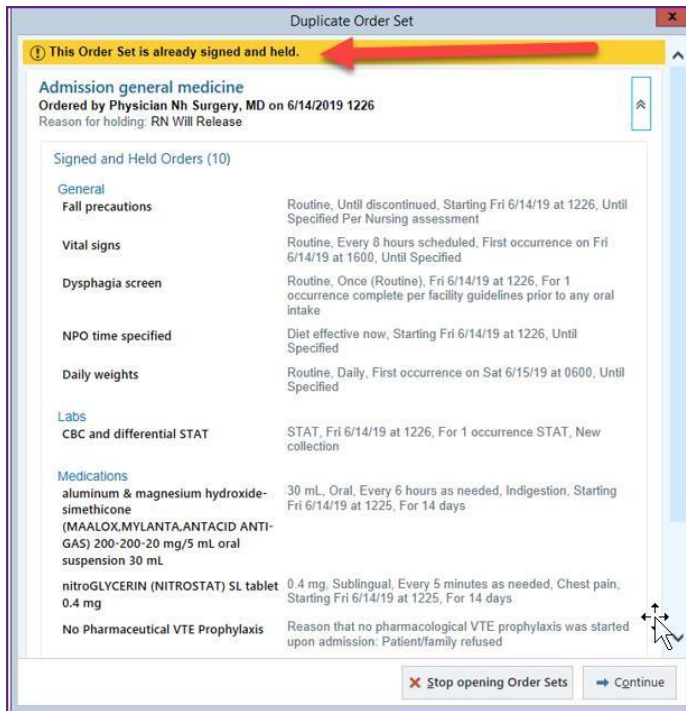 Duplicate Order Set
This Order Set is already signed and held.
Admission general medicine
Ordered by Physician Nh Surgery, MD on 6/14/2019 1226
Reason for holding: RN Will Release
Signed and Held Orders (10)
General
Fall precautions
Routine, Until discontinued, Starting Fri 6/14/19 at 1226, Until
Specified Per Nursing assessment
Vital signs
Routine, Every 8 hours scheduled, First occurrence on Fri
6/14/19 at 1600, Until Specified
Dysphagia screen
Routine, Once (Routine), Fri 6/14/19 at 1226, For 1
occurrence complete per facility guidelines prior to any oral
intake
NPO time specified
Diet effective now, Starting Fri 6/14/19 at 1226, Until
Specified
Daily weights
Routine, Daily, First occurrence on Sat 6/15/19 at 0600, Until
Specified
Labs
CBC and differential STAT
STAT, Fri 6/14/19 at 1226, For 1 occurrence STAT, New
collection
Medications
aluminum & magnesium hydroxide-
simethicone
(MAALOX,MYLANTA,ANTACID ANTI-
GAS) 200-200-20 mg/5 mL oral
suspension 30 mL
30 mL, Oral, Every 6 hours as needed, Indigestion, Starting
Fri 6/14/19 at 1225, For 14 days
nitroGLYCERIN (NITROSTAT) SL tablet
0.4 mg
0.4 mg, Sublingual, Every 5 minutes as needed, Chest pain,
Starting Fri 6/14/19 at 1225, For 14 days
No Pharmaceutical VTE Prophylaxis
Reason that no pharmacological VTE prophylaxis was started
upon admission: Patient/family refused
Stop opening Order Sets
Continue